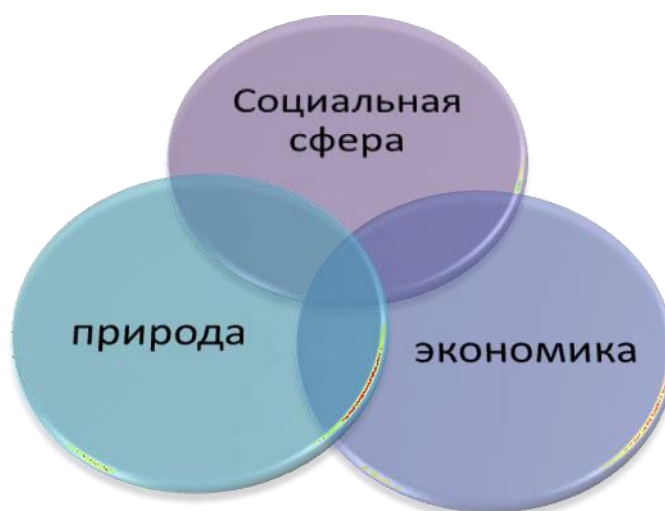 Социальная
сфера
природа
экономика